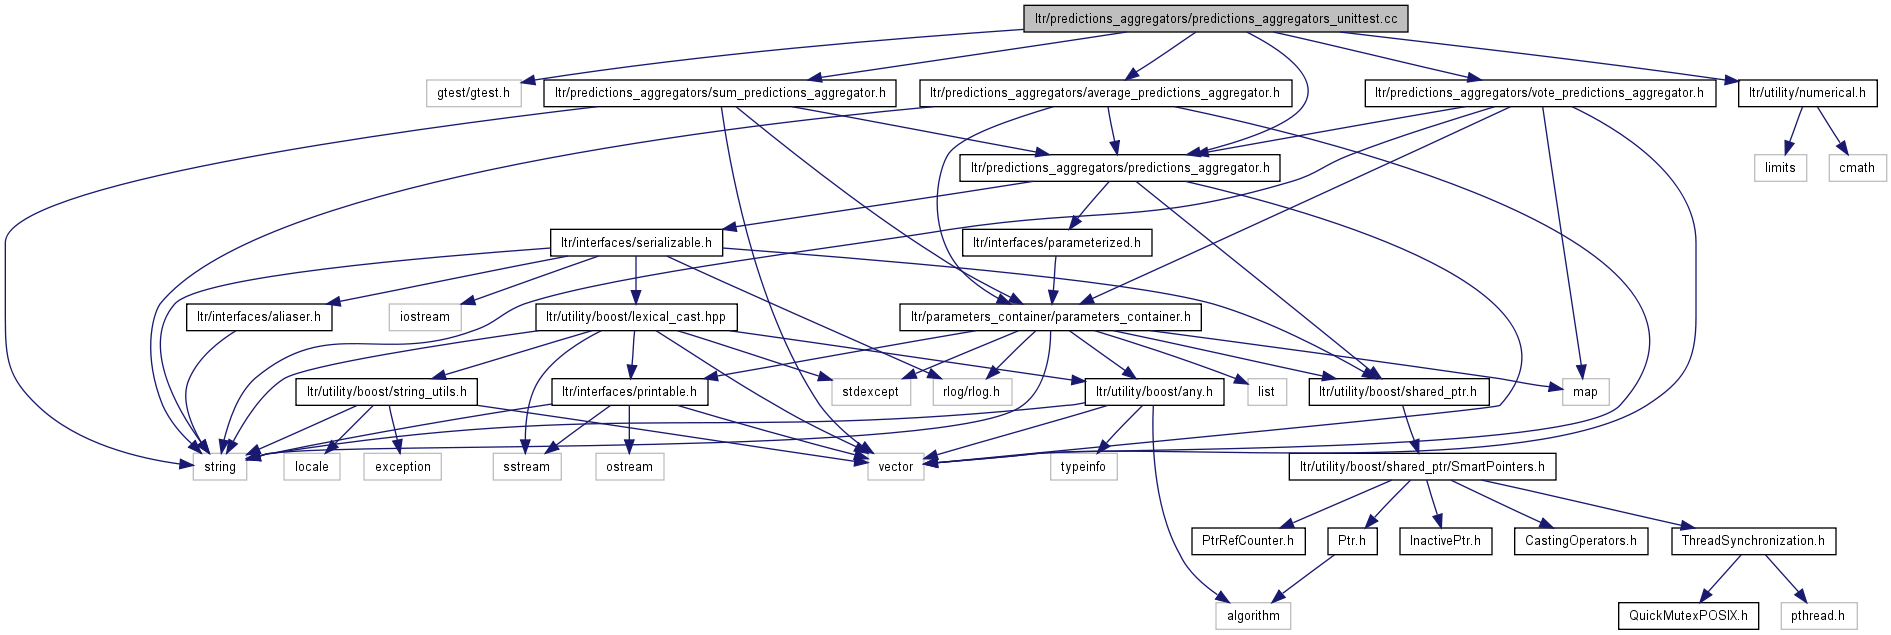 ltr/predictions_aggregators/predictions_aggregators_unittest.cc
gtest/gtest.h
ltr/predictions_aggregators/sum_predictions_aggregator.h
ltr/predictions_aggregators/average_predictions_aggregator.h
ltr/predictions_aggregators/vote_predictions_aggregator.h
ltr/utility/numerical.h
ltr/predictions_aggregators/predictions_aggregator.h
limits
cmath
ltr/interfaces/serializable.h
ltr/interfaces/parameterized.h
ltr/interfaces/aliaser.h
iostream
ltr/utility/boost/lexical_cast.hpp
ltr/parameters_container/parameters_container.h
ltr/utility/boost/string_utils.h
ltr/interfaces/printable.h
stdexcept
rlog/rlog.h
ltr/utility/boost/any.h
list
ltr/utility/boost/shared_ptr.h
map
string
locale
exception
sstream
ostream
vector
typeinfo
ltr/utility/boost/shared_ptr/SmartPointers.h
PtrRefCounter.h
Ptr.h
InactivePtr.h
CastingOperators.h
ThreadSynchronization.h
algorithm
QuickMutexPOSIX.h
pthread.h